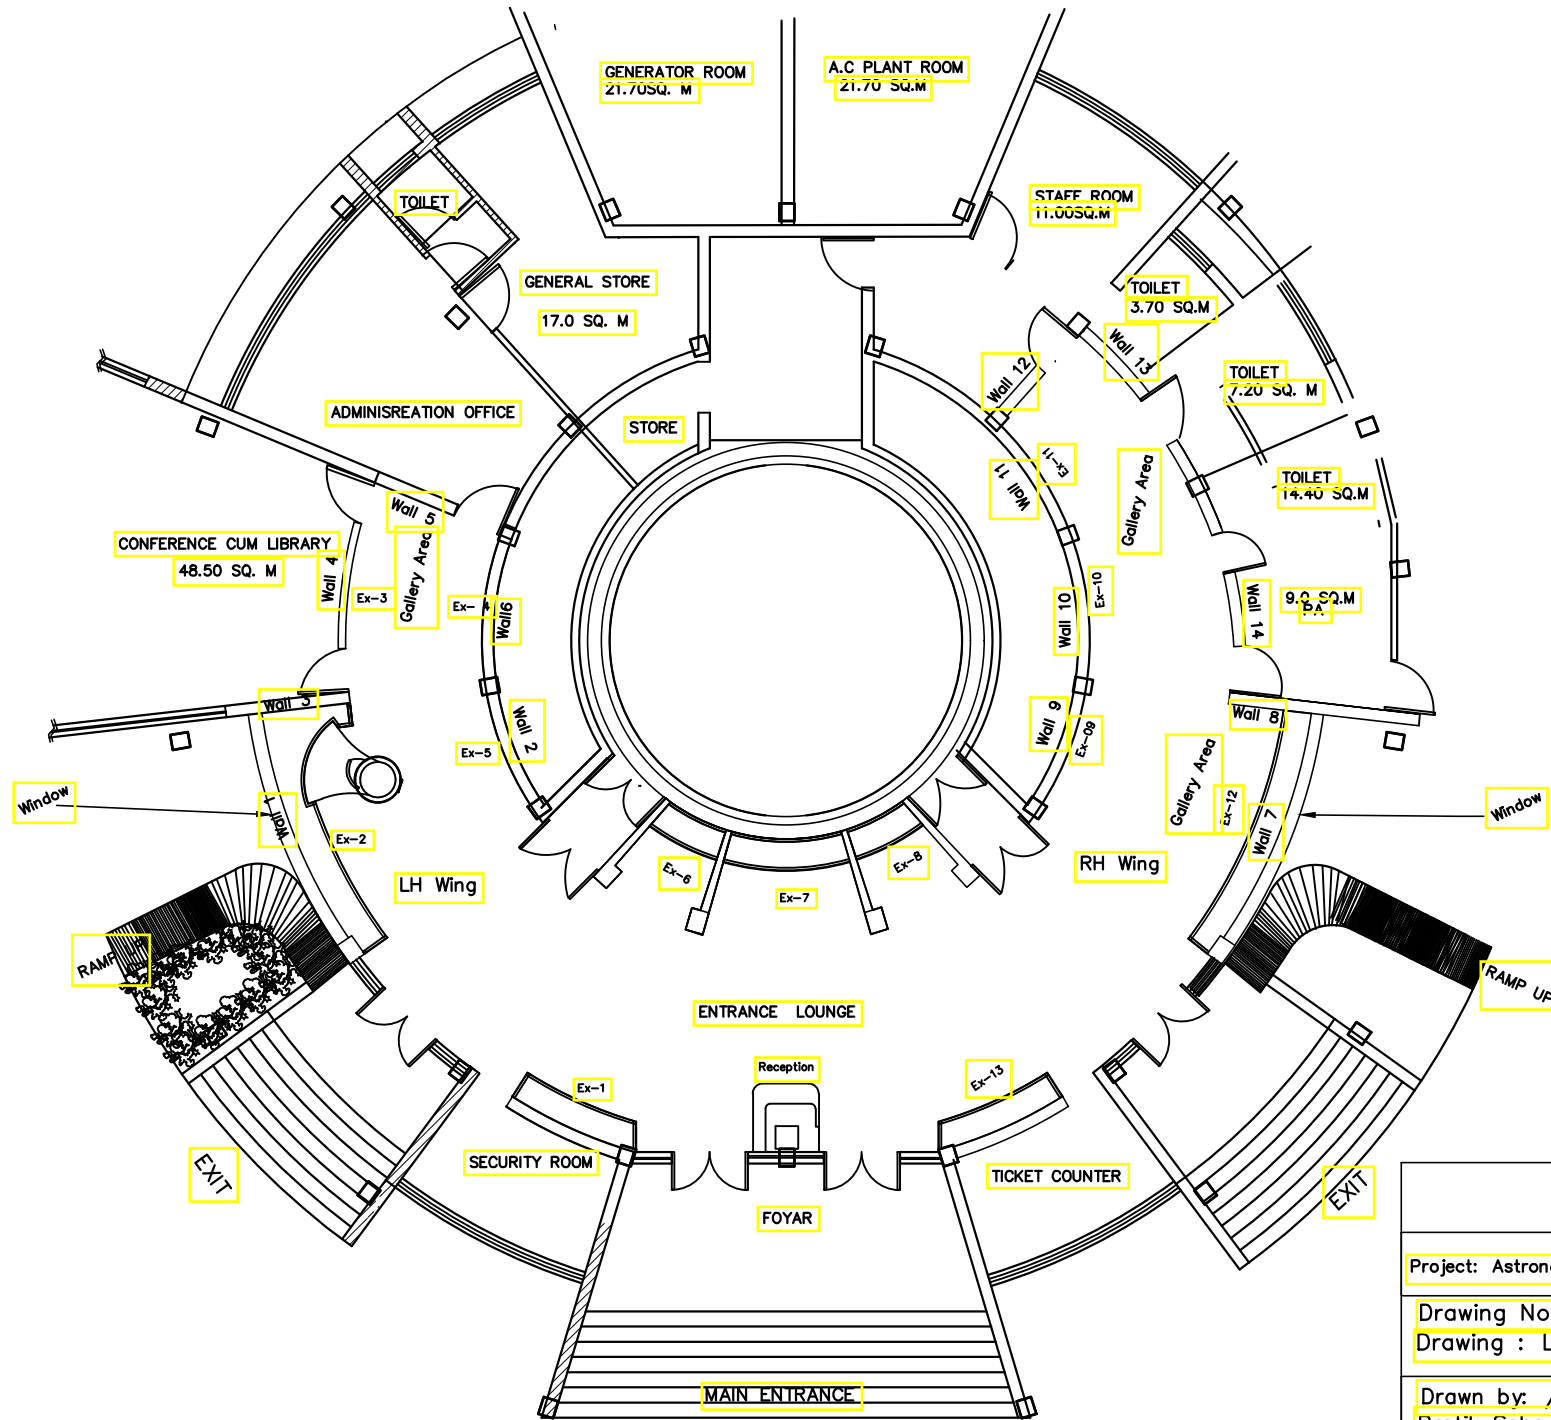 GENERATOR ROOM
21.70SQ. M
A.C PLANT ROOM
21.70 SQ.M
TOILET
STAFF ROOM
11.00SQ.M
GENERAL STORE
17.0 SQ. M
TOILET
3.70 SQ.M
Wall 13
Wall 12
TOILET
7.20 SQ. M
ADMINISREATION OFFICE
STORE
Ex-11
Wall 11
Gallery Area
TOILET
14.40 SQ.M
Wall 5
CONFERENCE CUM LIBRARY
48.50 SQ. M
Wall 4
Ex-3
Gallery Area
Ex- 4
Wall6
Ex-10
Wall 10
Wall 14
9.0 SQ.M
PA
Wall 3
Wall 2
Ex-5
Wall 9
Ex-09
Wall 8
Gallery Area
Ex-12
Wall 7
Window
Window
Wall 1
Ex-2
LH Wing
Ex-6
Ex-7
Ex-8
RH Wing
RAMP UP
RAMP UP
ENTRANCE LOUNGE
Reception
Ex-1
Ex-13
EXIT
SECURITY ROOM
TICKET COUNTER
EXIT
FOYAR
MAIN ENTRANCE
Project: Astron
Drawing No
Drawing : L
Drawn by: